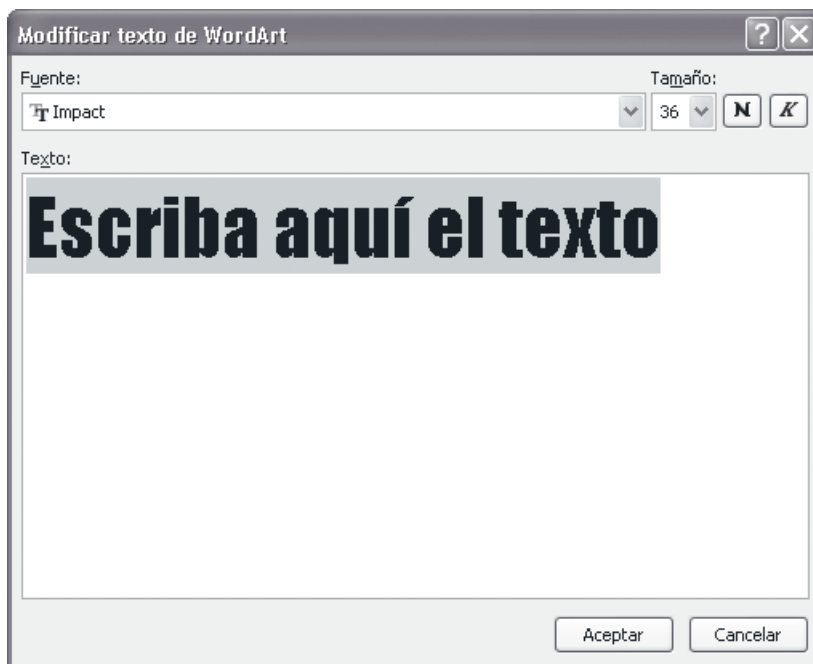 Modificar texto de WordArt
Fuente: Tamaño:
Impact 36 N K
Texto:
Escriba aquí el texto
Aceptar Cancelar